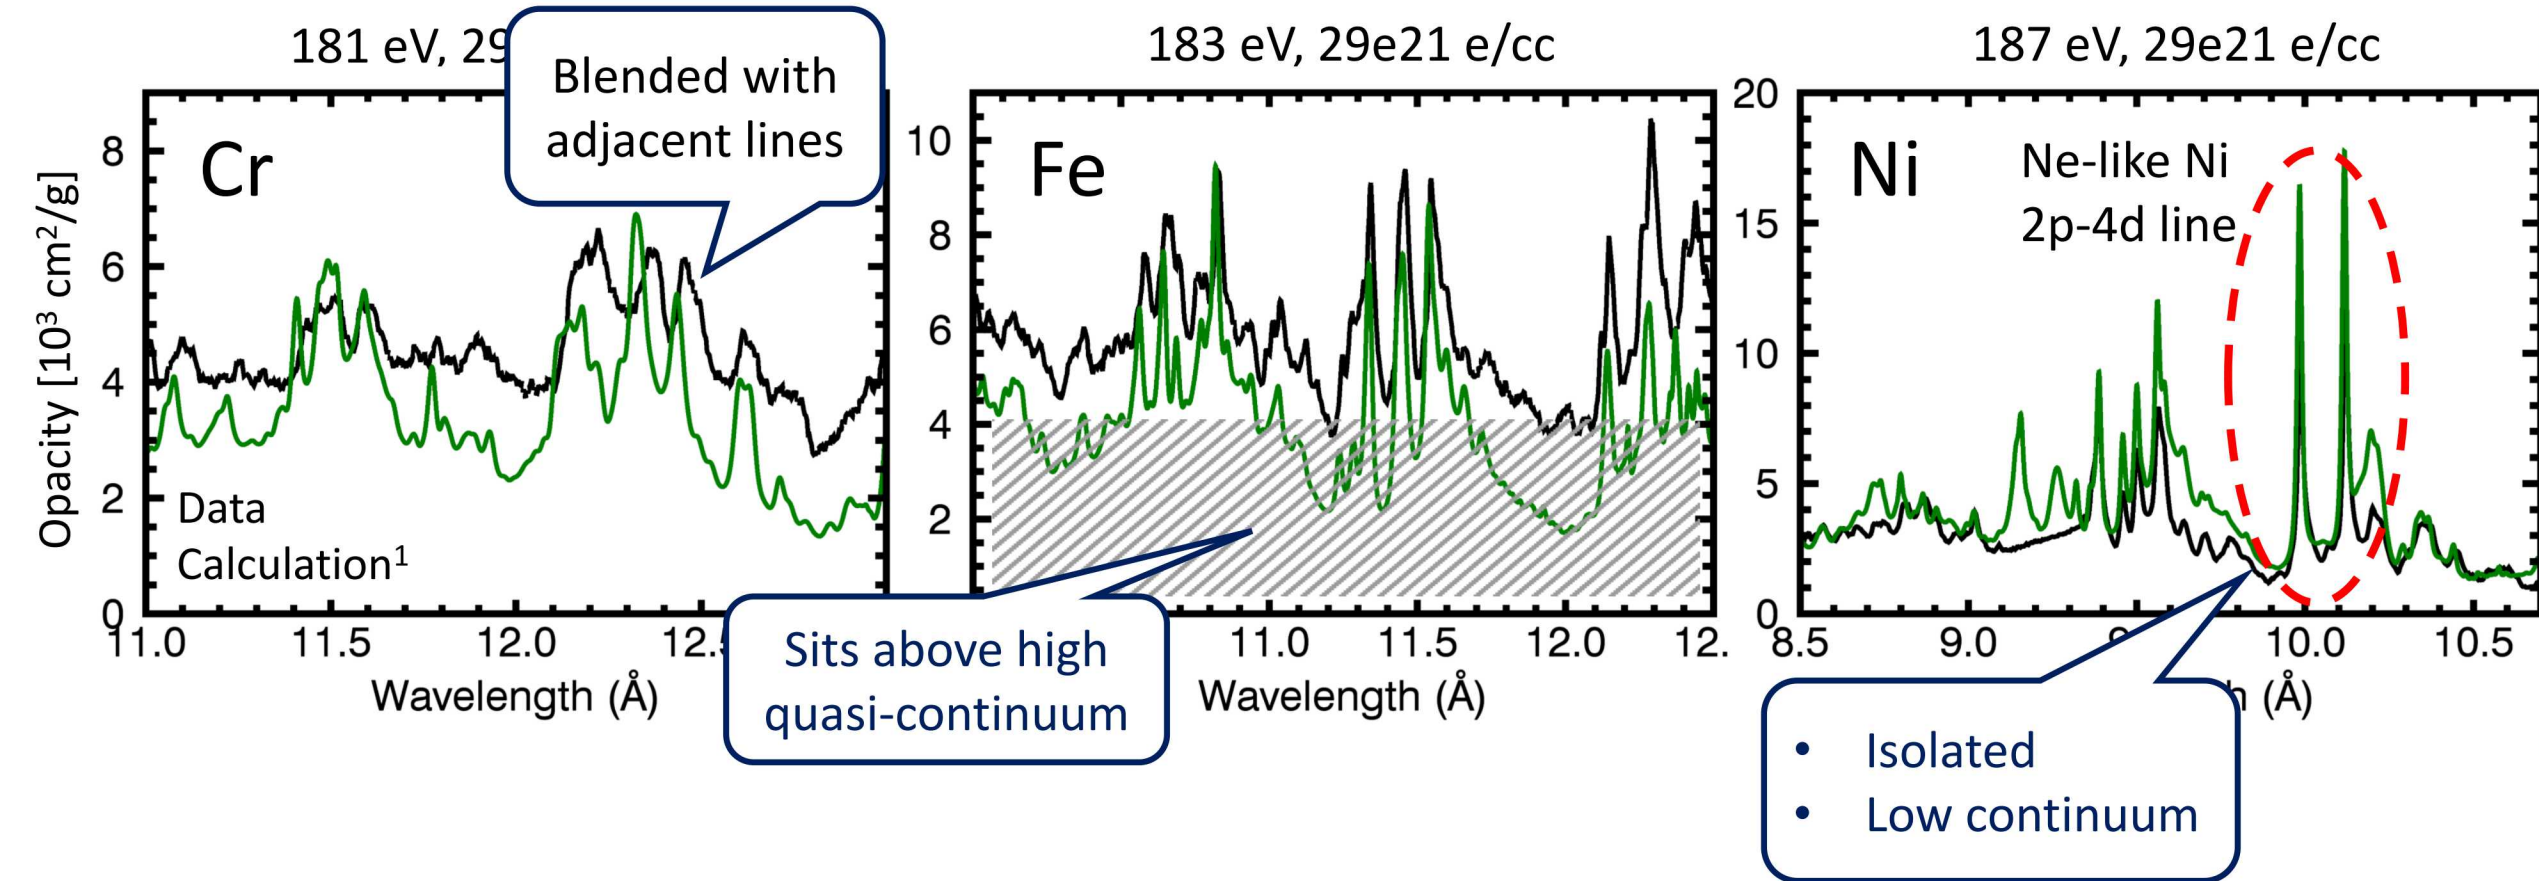 181 eV, 29
183 eV, 29e21 e/cc
187 eV, 29e21 e/cc
Blended with
adjacent lines
Opacity [10³ cm²/g]
Cr
8
6
4
2
0
Data
Calculation¹
11.0
11.5
12.0
12.5
Wavelength (Å)
Fe
10
8
6
4
2
Sits above high
quasi-continuum
11.0
11.5
12.0
12.
Wavelength (Å)
Ni
Ne-like Ni
2p-4d line
20
15
10
5
0
8.5
9.0
9
10.0
10.5
h (Å)
• Isolated
• Low continuum